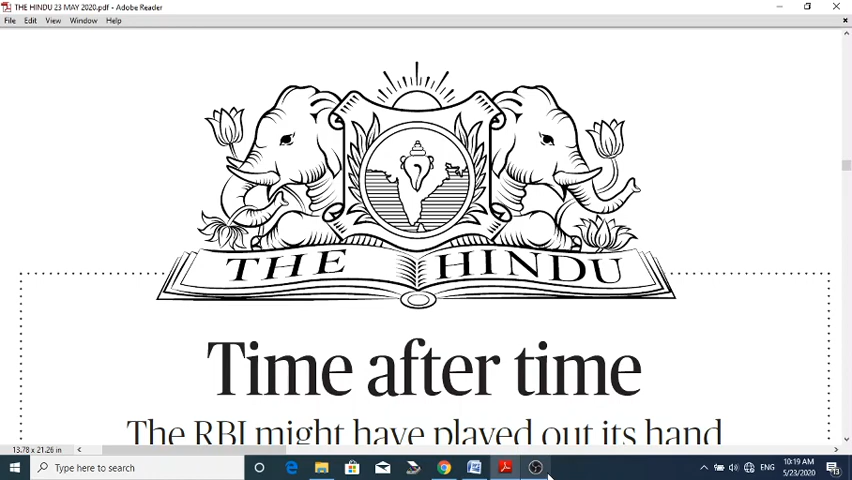 THE HINDU 23 MAY 2020.pdf - Adobe Reader
File Edit View Window Help
THE HINDU
Time after time
The RBI might have played out its hand
13.78 x 21.26 in
Type here to search
ENG
10:19 AM
5/23/2020
13